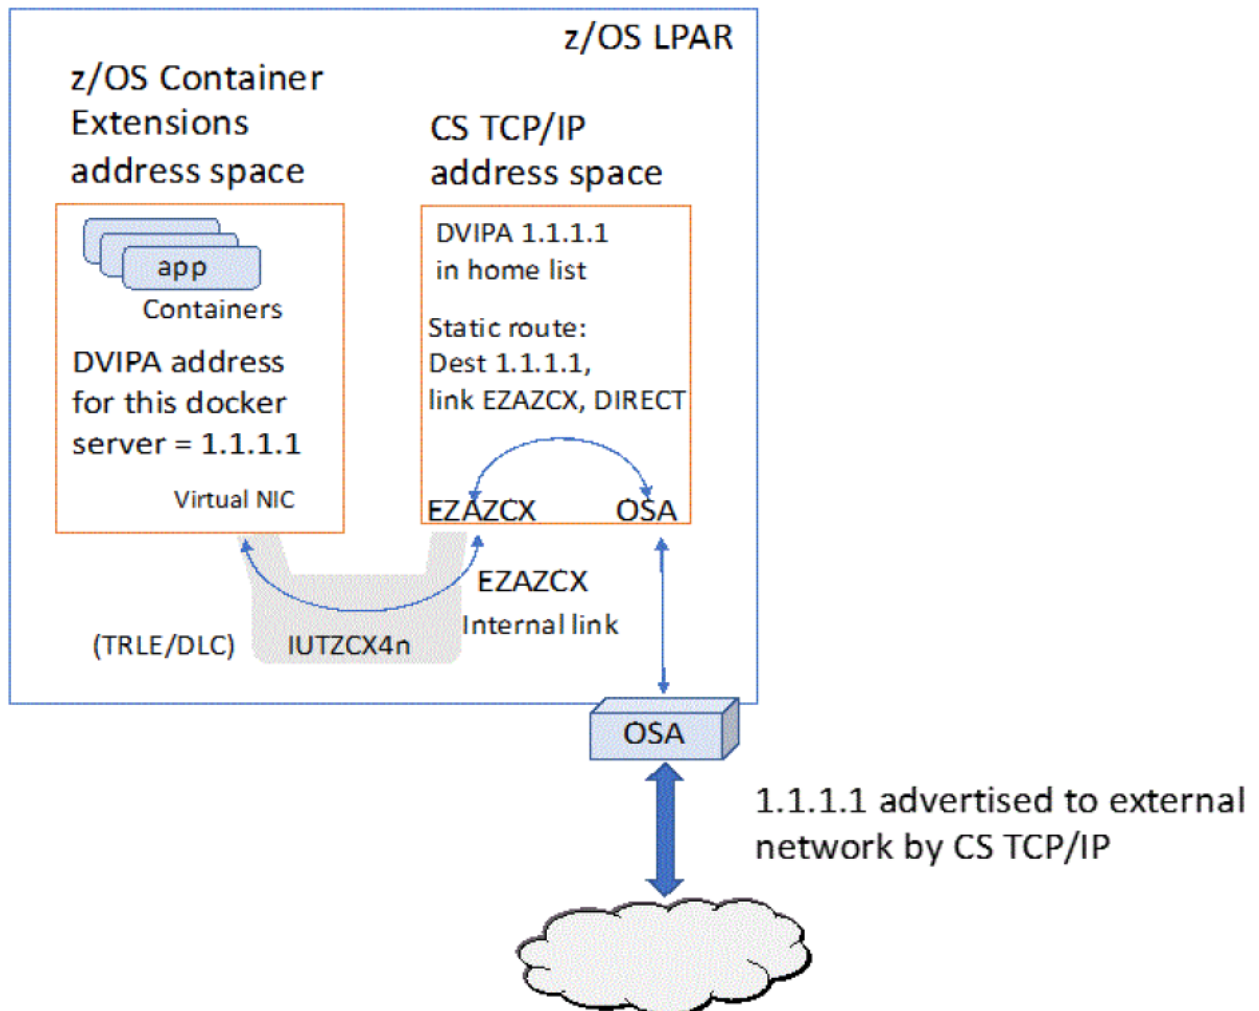 z/OS LPAR
z/OS Container
Extensions
address space
CS TCP/IP
address space
app
Containers
DVIPA address
for this docker
server = 1.1.1.1
Virtual NIC
DVIPA 1.1.1.1
in home list
Static route:
Dest 1.1.1.1,
link EZAZCX, DIRECT
EZAZCX
OSA
EZAZCX
Internal link
(TRLE/DLC)
IUTZCX4n
OSA
1.1.1.1 advertised to external
network by CS TCP/IP